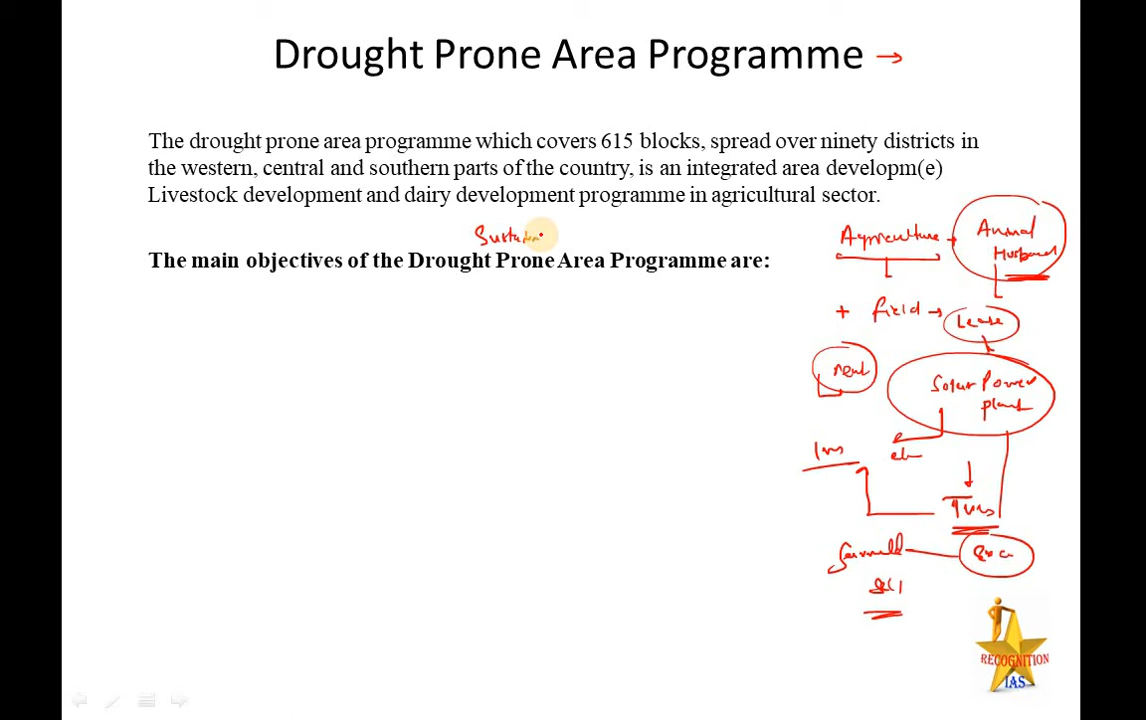 Drought Prone Area Programme →
The drought prone area programme which covers 615 blocks, spread over ninety districts in
the western, central and southern parts of the country, is an integrated area developm(e)
Livestock development and dairy development programme in agricultural sector.
Sustain
The main objectives of the Drought Prone Area Programme are:
Agriculture
Animal
Husband
+ field →
Lease
rent
Solar Power
plant
RECOGNITION
IAS